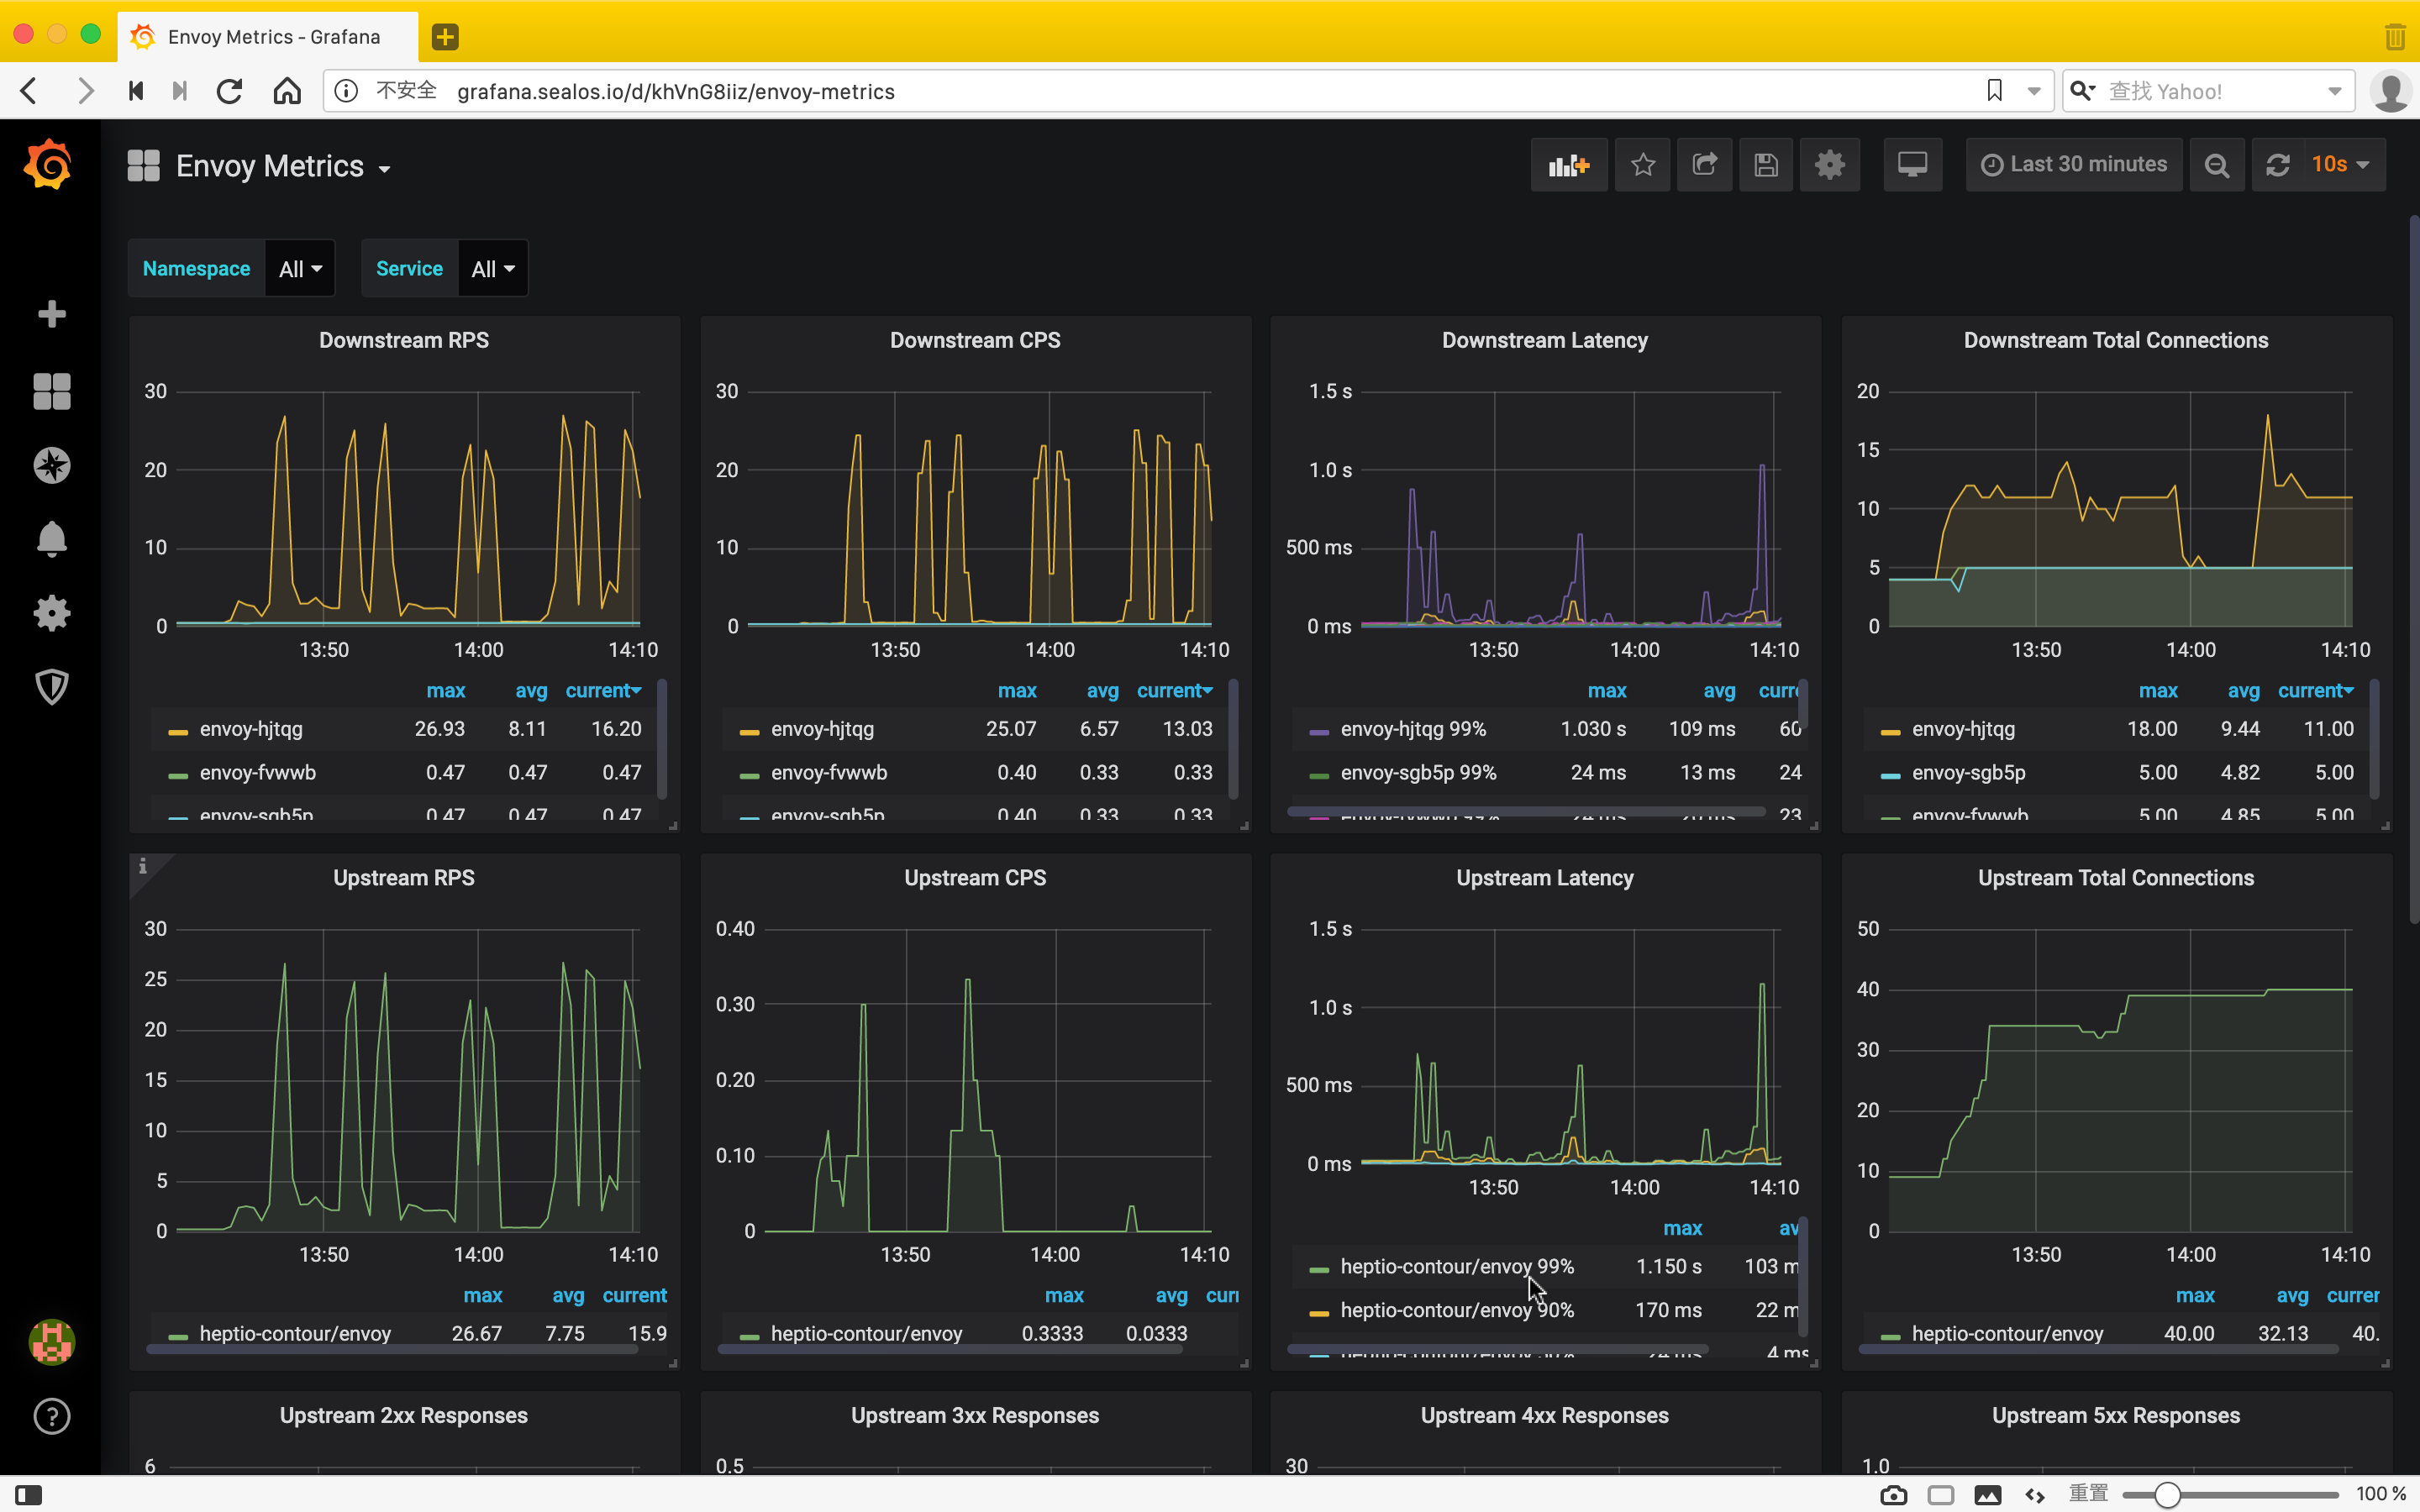 Envoy Metrics - Grafana
不安全 grafana.sealos.io/d/khVnG8iiz/envoy-metrics
查找 Yahoo!
Envoy Metrics
Last 30 minutes
10s
Namespace All Service All
Downstream RPS
30
20
10
0
13:50 14:00 14:10
max avg current
envoy-hjtqg 26.93 8.11 16.20
envoy-fvwwb 0.47 0.47 0.47
envoy-sgb5p 0.47 0.47 0.47
Downstream CPS
30
20
10
0
13:50 14:00 14:10
max avg current
envoy-hjtqg 25.07 6.57 13.03
envoy-fvwwb 0.40 0.33 0.33
envoy-sgb5p 0.40 0.33 0.33
Downstream Latency
1.5 s
1.0 s
500 ms
0 ms
13:50 14:00 14:10
max avg curr
envoy-hjtqg 99% 1.030 s 109 ms 60
envoy-sgb5p 99% 24 ms 13 ms 24
23
Downstream Total Connections
20
15
10
5
0
13:50 14:00 14:10
max avg current
envoy-hjtqg 18.00 9.44 11.00
envoy-sgb5p 5.00 4.82 5.00
envoy-fvwwb 5.00 4.85 5.00
Upstream RPS
30
25
20
15
10
5
0
13:50 14:00 14:10
max avg current
heptio-contour/envoy 26.67 7.75 15.9
Upstream CPS
0.40
0.30
0.20
0.10
0
13:50 14:00 14:10
max avg curr
heptio-contour/envoy 0.3333 0.0333
Upstream Latency
1.5 s
1.0 s
500 ms
0 ms
13:50 14:00 14:10
max av
heptio-contour/envoy 99% 1.150 s 103 m
heptio-contour/envoy 90% 170 ms 22 m
4 ms
Upstream Total Connections
50
40
30
20
10
0
13:50 14:00 14:10
max avg currer
heptio-contour/envoy 40.00 32.13 40.
Upstream 2xx Responses
6
Upstream 3xx Responses
0.5
Upstream 4xx Responses
30
Upstream 5xx Responses
1.0
重置 100 %